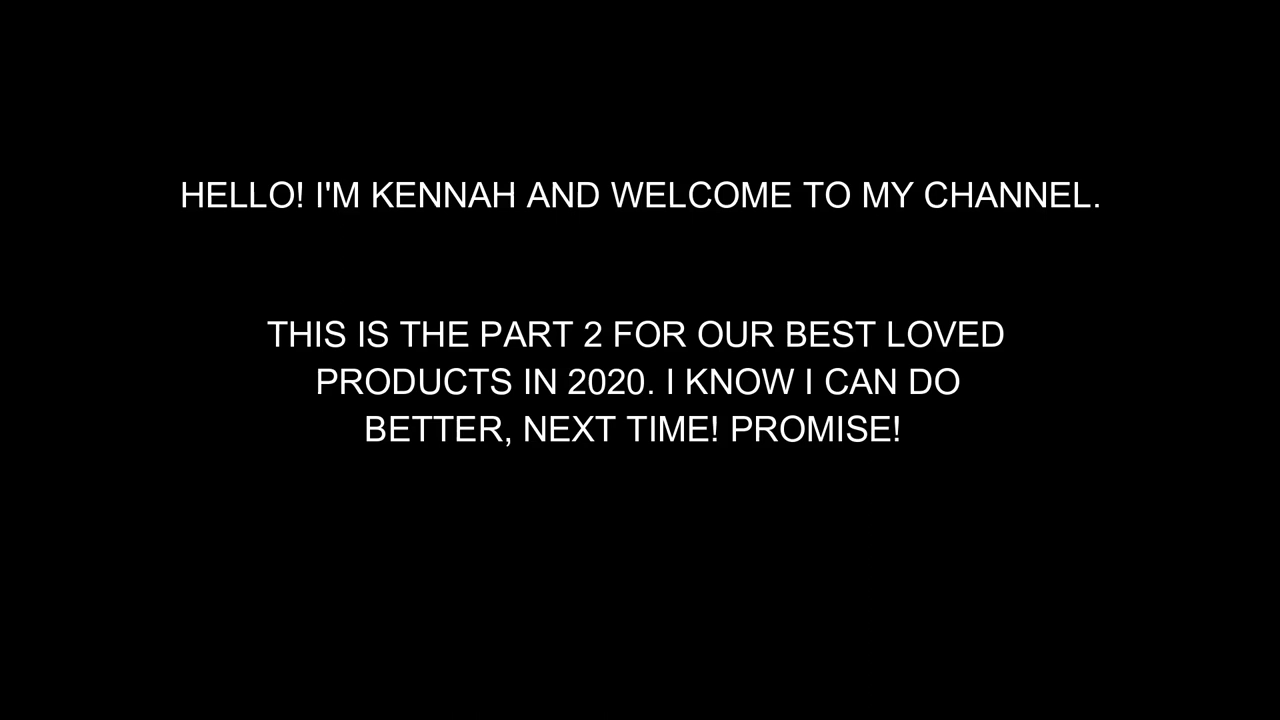 HELLO! I'M KENNAH AND WELCOME TO MY CHANNEL.
THIS IS THE PART 2 FOR OUR BEST LOVED
PRODUCTS IN 2020. I KNOW I CAN DO
BETTER, NEXT TIME! PROMISE!